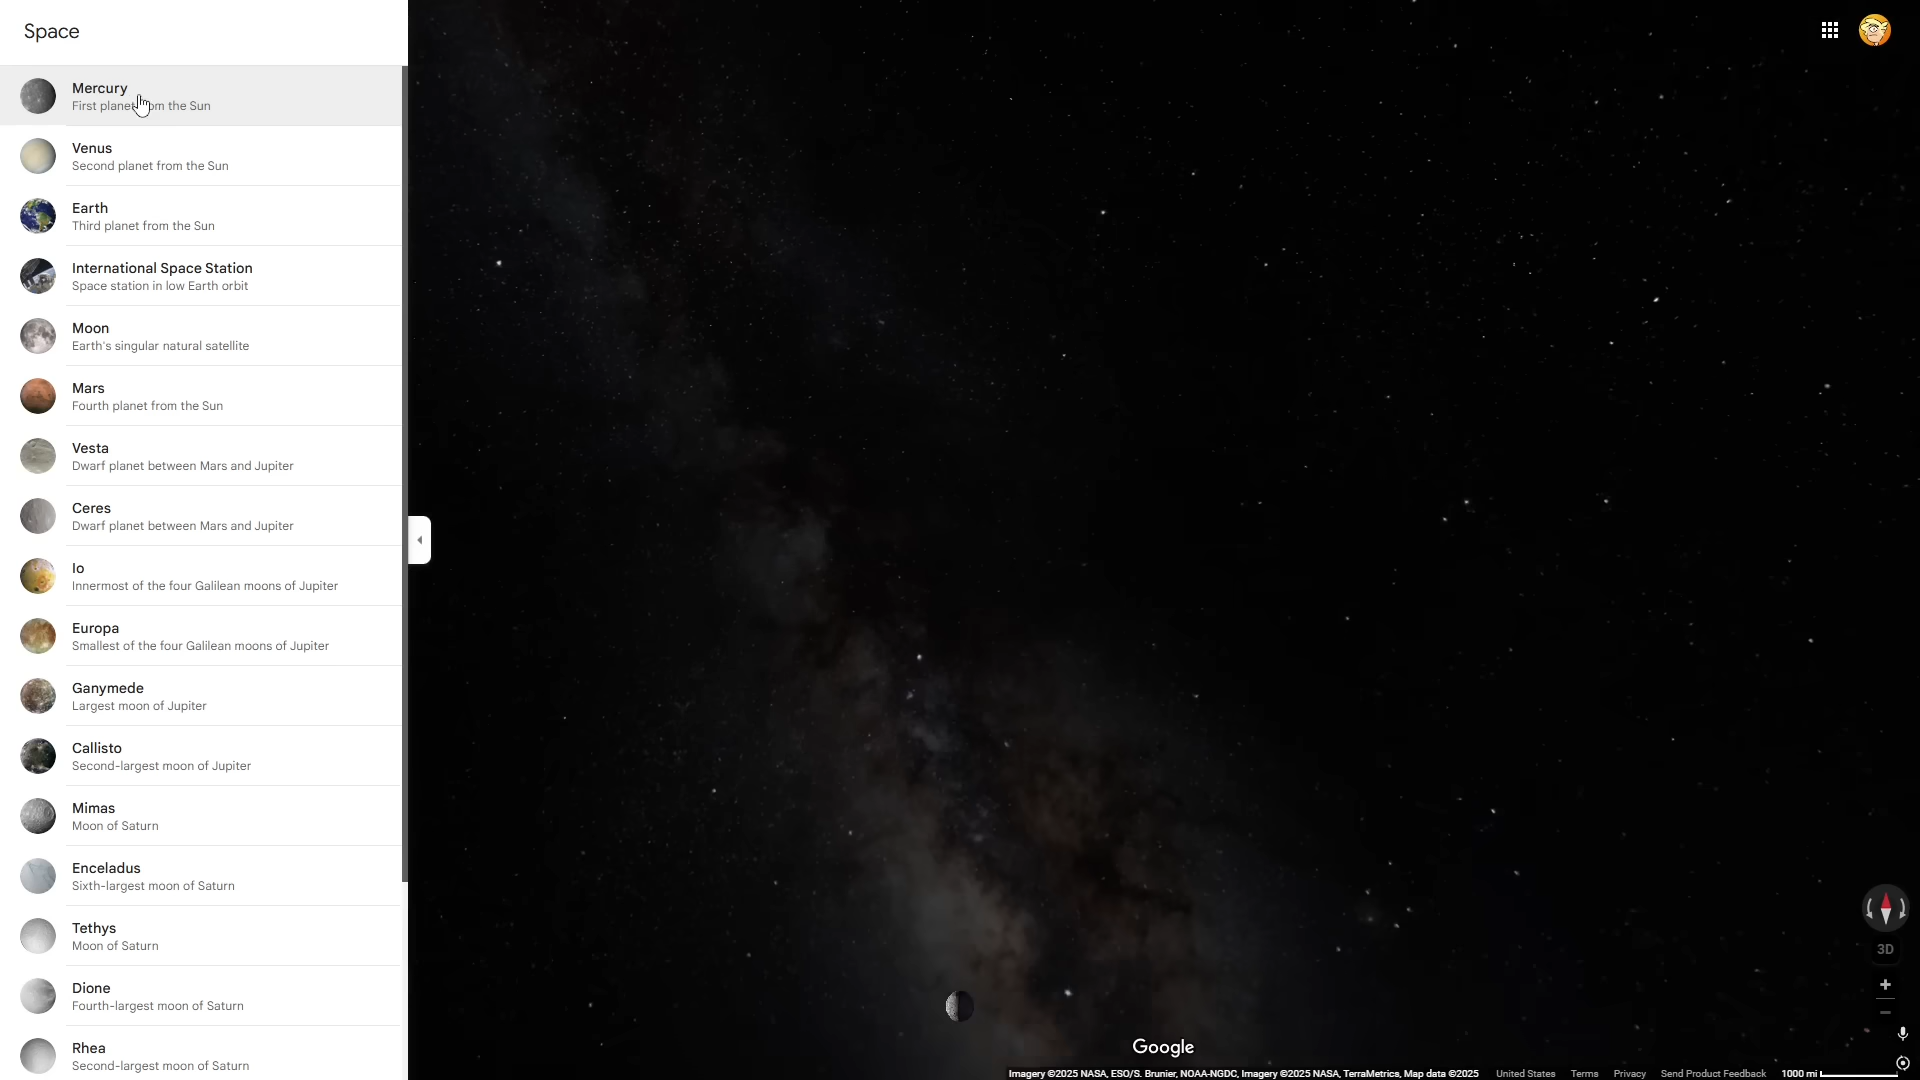 Space
Mercury
First planet from the Sun
Venus
Second planet from the Sun
Earth
Third planet from the Sun
International Space Station
Space station in low Earth orbit
Moon
Earth's singular natural satellite
Mars
Fourth planet from the Sun
Vesta
Dwarf planet between Mars and Jupiter
Ceres
Dwarf planet between Mars and Jupiter
Io
Innermost of the four Galilean moons of Jupiter
Europa
Smallest of the four Galilean moons of Jupiter
Ganymede
Largest moon of Jupiter
Callisto
Second-largest moon of Jupiter
Mimas
Moon of Saturn
Enceladus
Sixth-largest moon of Saturn
Tethys
Moon of Saturn
Dione
Fourth-largest moon of Saturn
Rhea
Second-largest moon of Saturn
3D
Google
Imagery ©2025 NASA, ESO/S. Brunier, NOAA-NGDC, Imagery ©2025 NASA, TerraMetrics, Map data ©2025 United States Terms Privacy Send Product Feedback 1000 mi